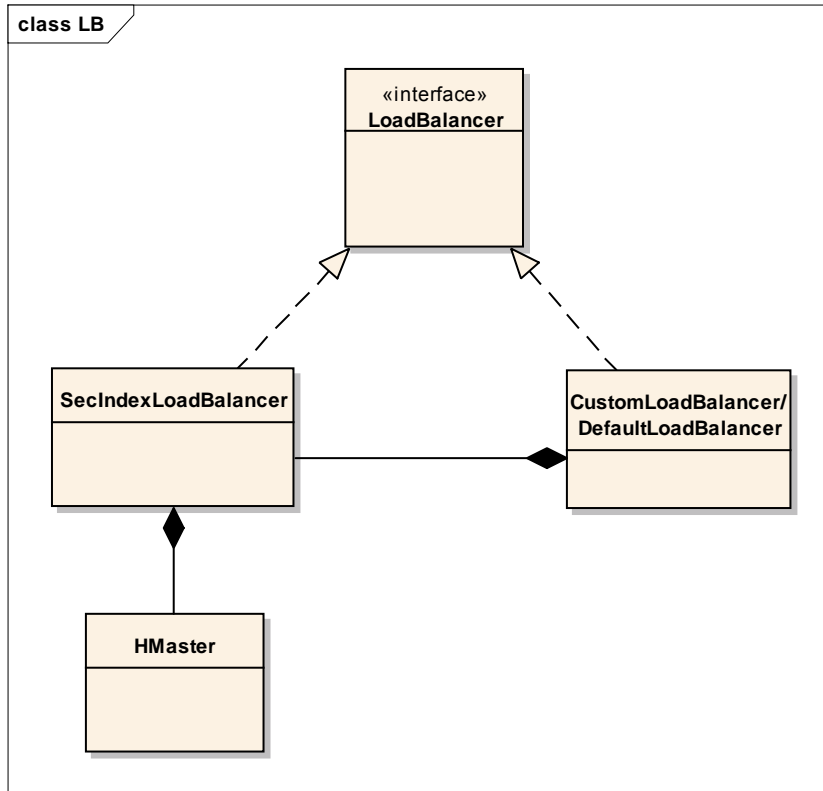 class LB
«interface»
LoadBalancer
SecIndexLoadBalancer
CustomLoadBalancer/
DefaultLoadBalancer
HMaster